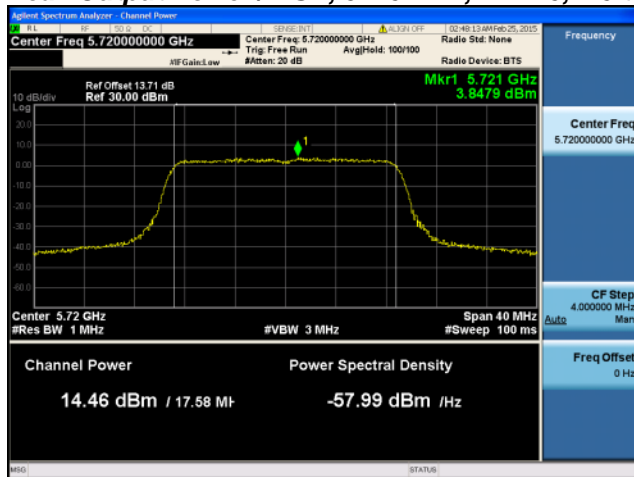 Agilent Spectrum Analyzer - Channel Power
RL RF 50 Ω DC SENSE:INT ALIGN OFF 02:48:13 AM Feb 25, 2015
Center Freq 5.720000000 GHz Center Freq: 5.720000000 GHz Radio Std: None Frequency
Trig: Free Run Avg|Hold: 100/100
#IFGain:Low #Atten: 20 dB Radio Device: BTS
Ref Offset 13.71 dB Mkr1 5.721 GHz
10 dB/div Ref 30.00 dBm 3.8479 dBm
Log
20.0
Center Freq
5.720000000 GHz
10.0
1
0.00
-10.0
-20.0
-30.0
-40.0
-50.0
-60.0
CF Step
4.000000 MHz
Auto Man
Center 5.72 GHz Span 40 MHz
#Res BW 1 MHz #VBW 3 MHz #Sweep 100 ms
Channel Power Power Spectral Density
Freq Offset
0 Hz
14.46 dBm / 17.58 MH -57.99 dBm /Hz
MSG STATUS